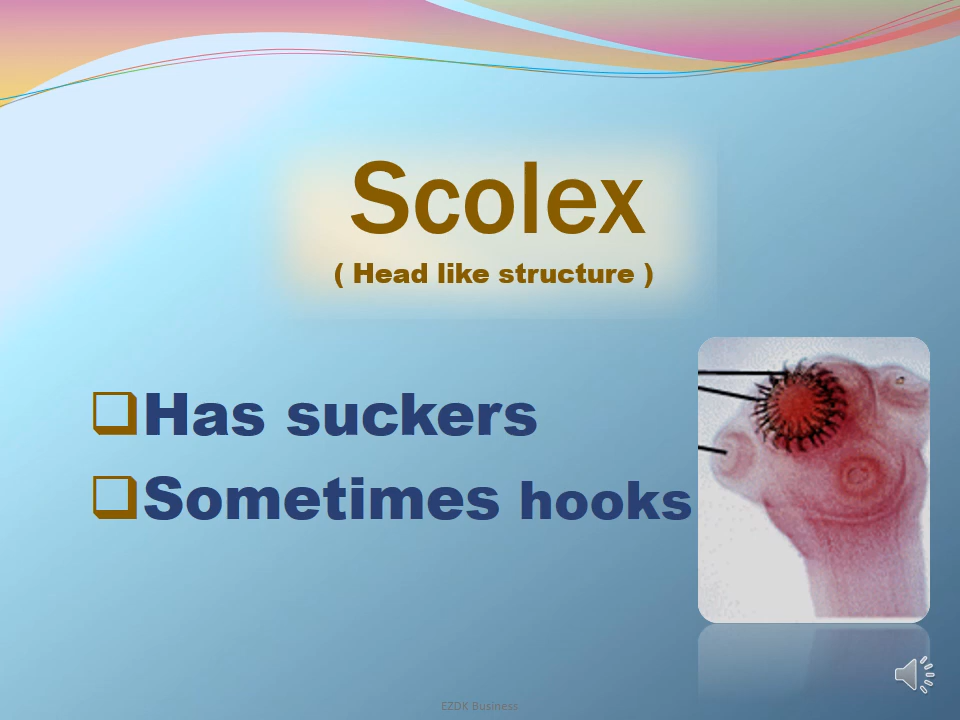 Scolex
( Head like structure )
Has suckers
Sometimes hooks
EZDK Business